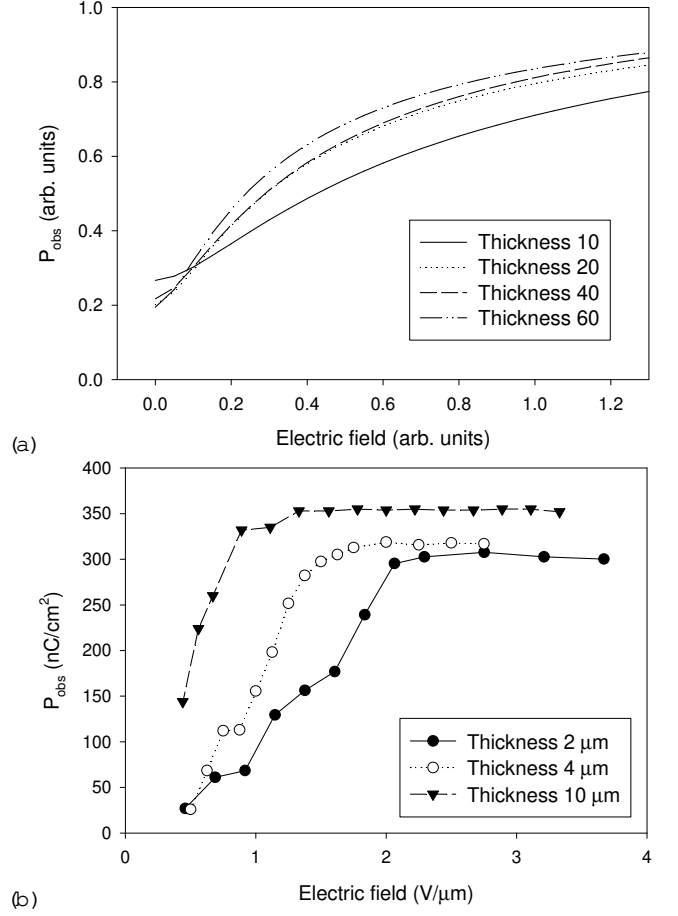 1.0
0.8
0.6
0.4
0.2
0.0
P_obs (arb. units)
Thickness 10
Thickness 20
Thickness 40
Thickness 60
0.0 0.2 0.4 0.6 0.8 1.0 1.2
Electric field (arb. units)
(a)
400
350
300
250
200
150
100
50
0
P_obs (nC/cm²)
Thickness 2 μm
Thickness 4 μm
Thickness 10 μm
0 1 2 3 4
Electric field (V/μm)
(b)